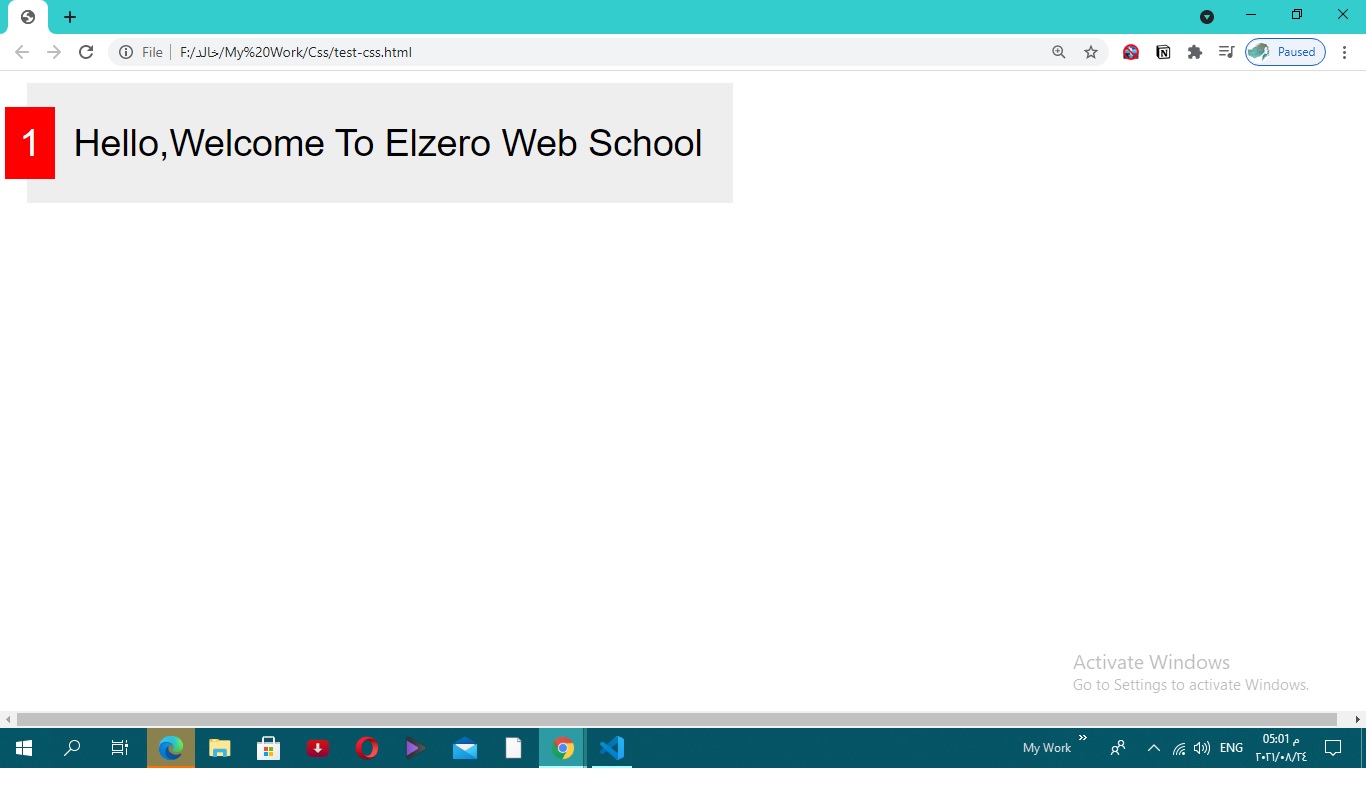 File
F:/خالد/My%20Work/Css/test-css.html
Paused
1
Hello,Welcome To Elzero Web School
Activate Windows
Go to Settings to activate Windows.
My Work
ENG
05:01 م
٢٠٢١/٠٨/٢٤